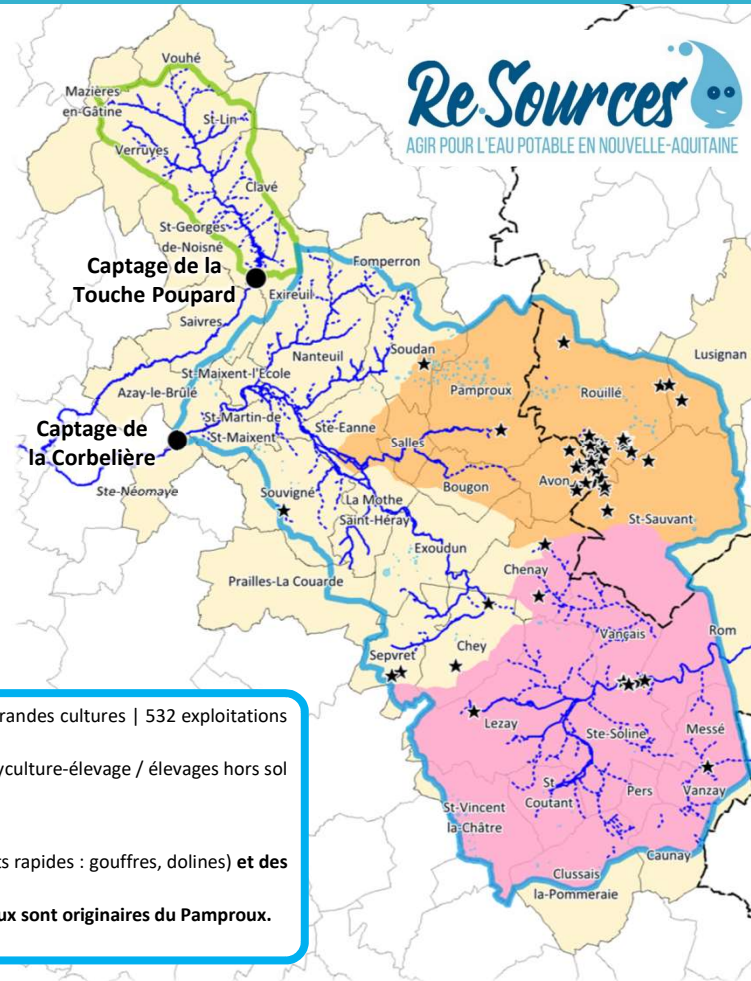 Re.Sources
AGIR POUR L'EAU POTABLE EN NOUVELLE-AQUITAINE
Vouhé
Mazières
en-Gâtine
St-Lin
Verruyes
Clavé
St-Georges
de-Noisné
Captage de la
Touche Poupard
Fomperron
Exireuil
Saivres
Soudan
Nanteuil
Lusignan
St-Maixent-l'Ecole
Pamproux
Rouillé
Azay-le-Brûlé
St-Martin-de
St-Maixent
Ste-Eanne
Captage de
la Corbelière
Salles
Ste-Néomaye
Souvigné
Bougon
Avon
La Mothe
Saint-Héray
St-Sauvant
Exoudun
Chenay
Prailles-La Couarde
Vançais
Rom
Sepvret
Chey
Lezay
Ste-Soline
Messé
St
Coutant
Pers
Vanzay
St-Vincent
la-Châtre
Caunay
Clussais
la-Pommeraie
randes cultures | 532 exploitations
yculture-élevage / élevages hors sol
ts rapides : gouffres, dolines) et des
ux sont originaires du Pamproux.